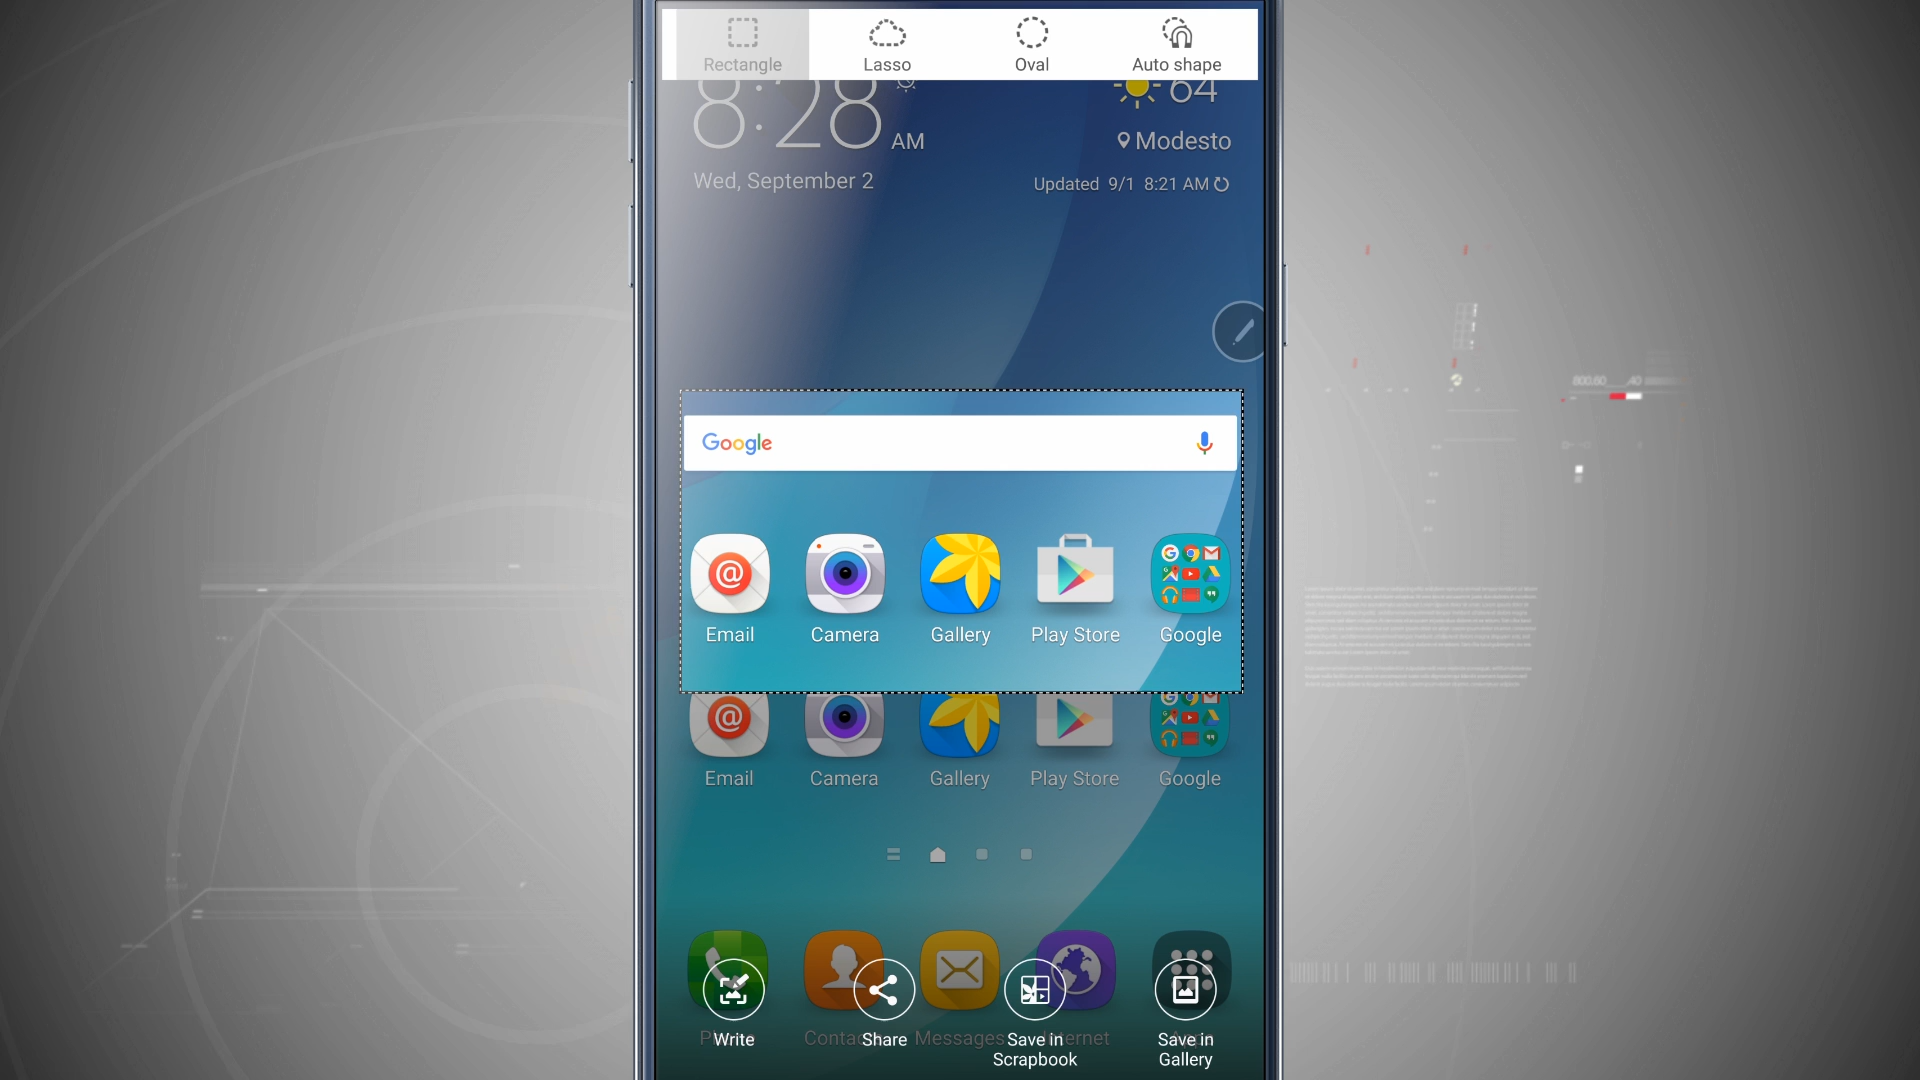 Rectangle
Lasso
Oval
Auto shape
8:28 AM
64
Modesto
Wed, September 2
Updated 9/1 8:21 AM
Google
Email
Camera
Gallery
Play Store
Google
Email
Camera
Gallery
Play Store
Google
Write
Share
Messages
Save in
Scrapbook
Internet
Save in
Gallery